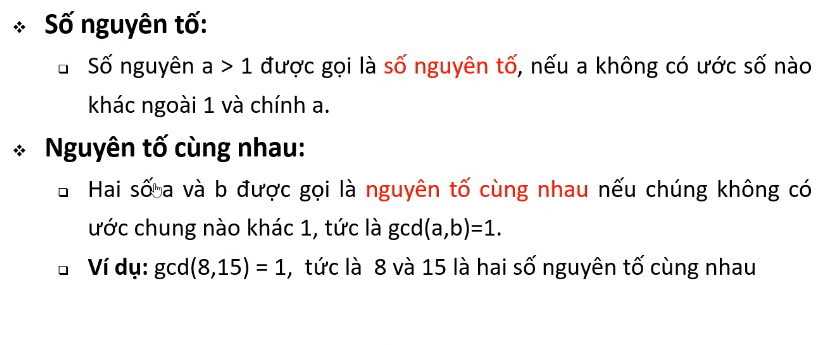 ❖ Số nguyên tố:
❑ Số nguyên a > 1 được gọi là số nguyên tố, nếu a không có ước số nào
khác ngoài 1 và chính a.
❖ Nguyên tố cùng nhau:
❑ Hai số a và b được gọi là nguyên tố cùng nhau nếu chúng không có
ước chung nào khác 1, tức là gcd(a,b)=1.
❑ Ví dụ: gcd(8,15) = 1, tức là 8 và 15 là hai số nguyên tố cùng nhau